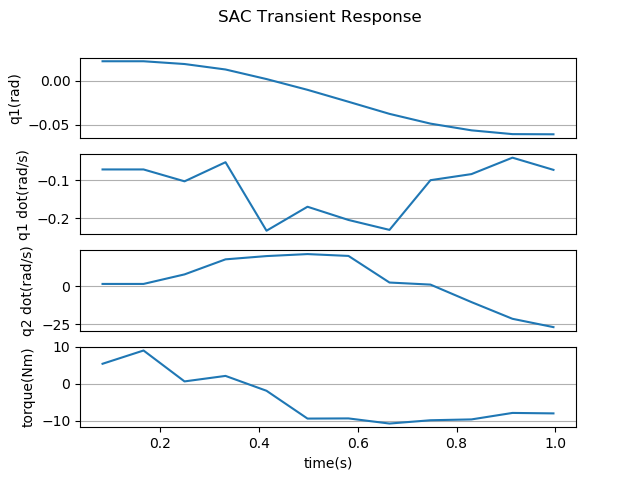 SAC Transient Response
q1(rad)
0.00
−0.05
q1 dot(rad/s)
−0.1
−0.2
q2 dot(rad/s)
0
−25
torque(Nm)
10
0
−10
0.2 0.4 0.6 0.8 1.0
time(s)